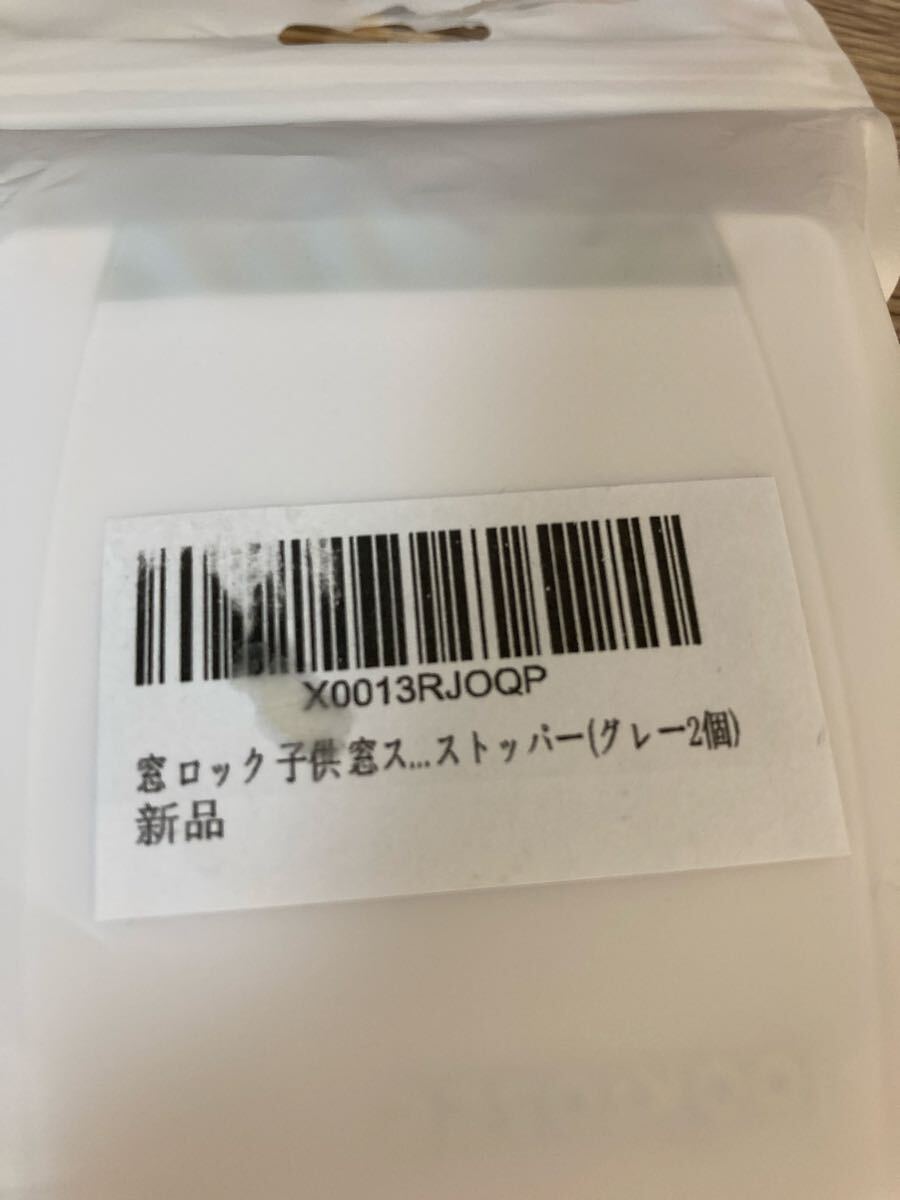 X0013RJOQP
窓 ロック 子供 窓ス...ストッパー(グレー2個)
新品